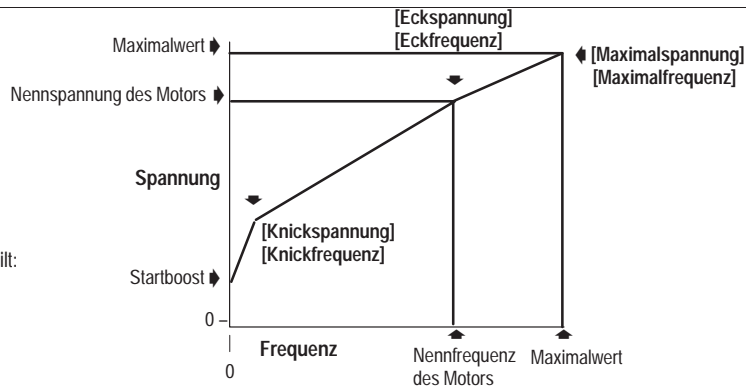 [Eckspannung]
[Eckfrequenz]
Maximalwert
[Maximalspannung]
[Maximalfrequenz]
Nennspannung des Motors
Spannung
[Knickspannung]
[Knickfrequenz]
ilt:
Startboost
0
Frequenz
0
Nennfrequenz
des Motors
Maximalwert